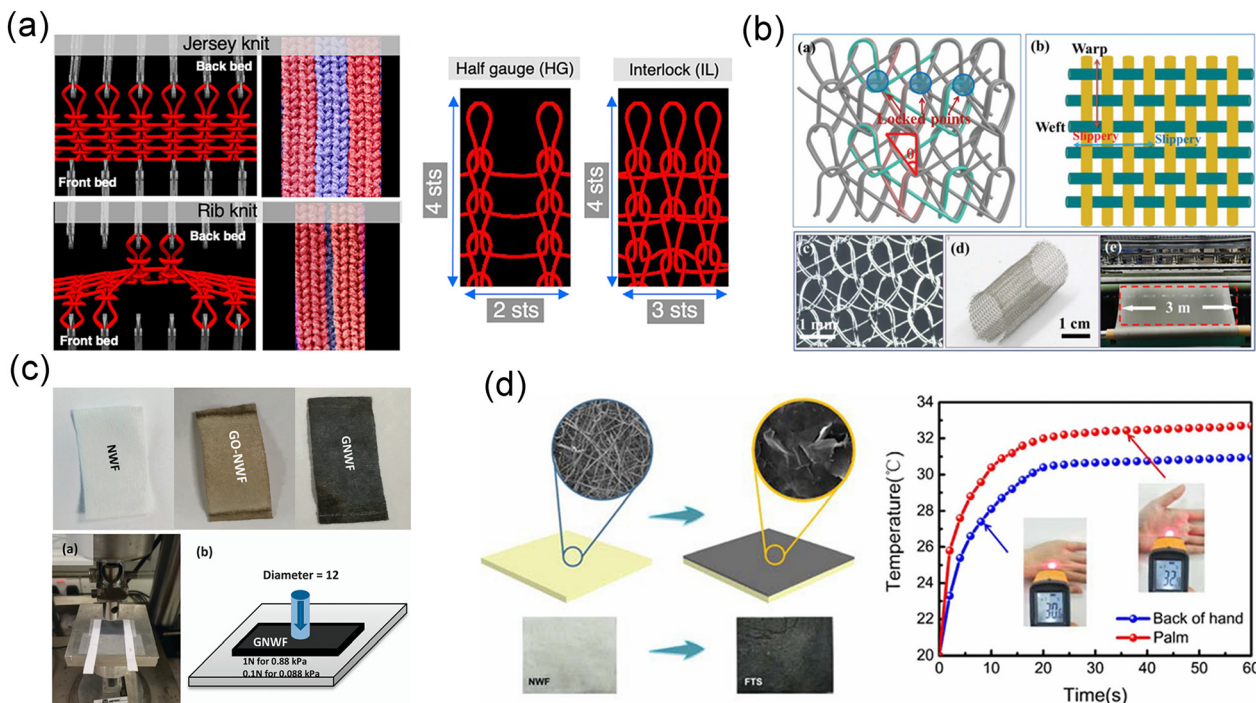 (a)
Jersey knit
Back bed
Front bed
Rib knit
Back bed
Front bed
Half gauge (HG)
4 sts
2 sts
Interlock (IL)
4 sts
3 sts
(b)
(a)
Locked points
θ
(b)
Warp
Weft
Slippery
Slippery
(c)
1 mm
(d)
1 cm
(e)
3 m
(c)
NWF
GO-NWF
GNWF
(a)
(b)
Diameter = 12
GNWF
1N for 0.88 kPa
0.1N for 0.088 kPa
(d)
NWF
FTS
Temperature(℃)
34
32
30
28
26
24
22
20
0 10 20 30 40 50 60
Time(s)
Back of hand
Palm